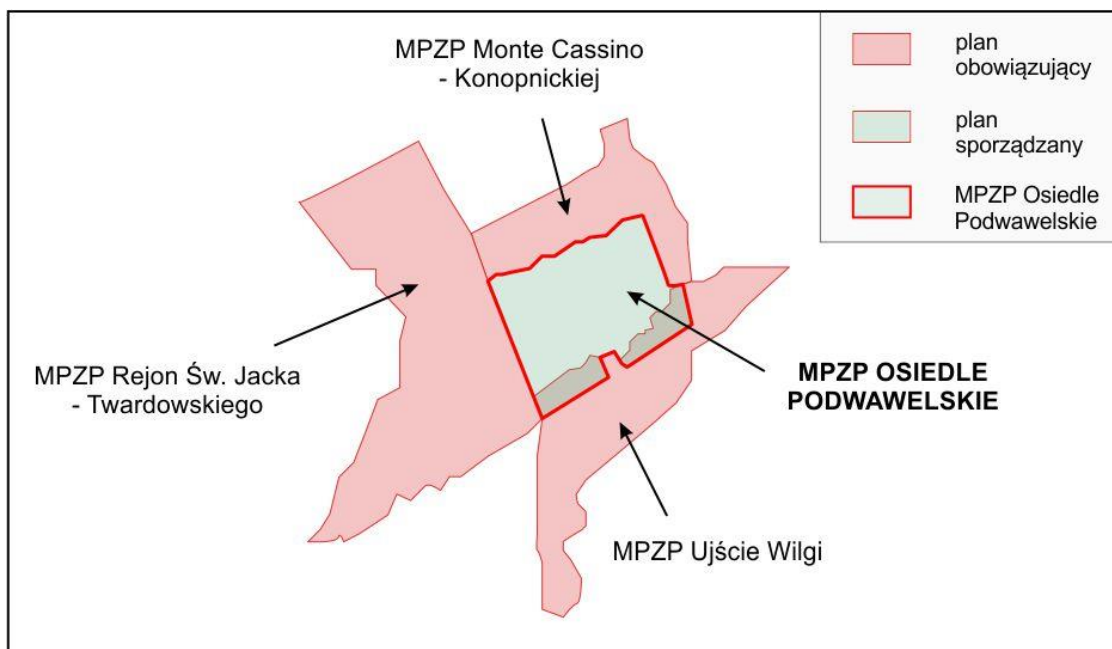 MPZP Monte Cassino
- Konopnickiej
plan
obowiązujący
plan
sporządzany
MPZP Osiedle
Podwawelskie
MPZP Rejon Św. Jacka
- Twardowskiego
MPZP OSIEDLE
PODWAWELSKIE
MPZP Ujście Wilgi